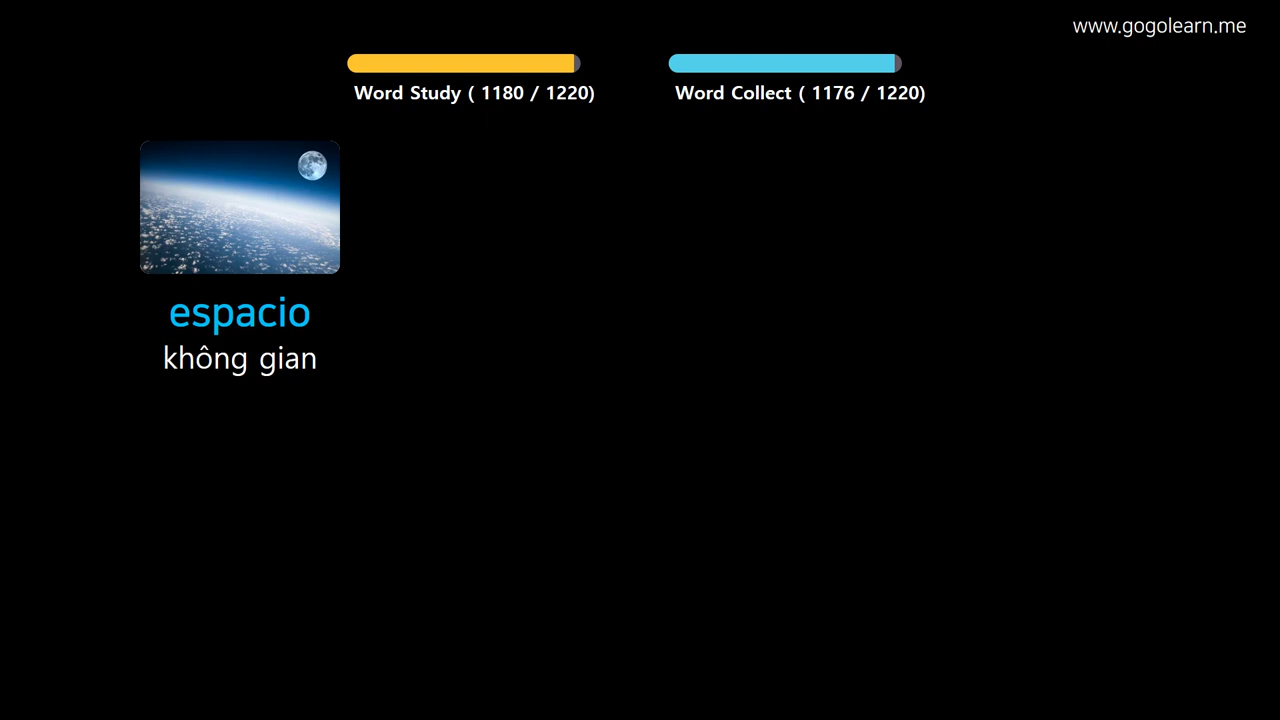 www.gogolearn.me
Word Study ( 1180 / 1220)
Word Collect ( 1176 / 1220)
espacio
không gian